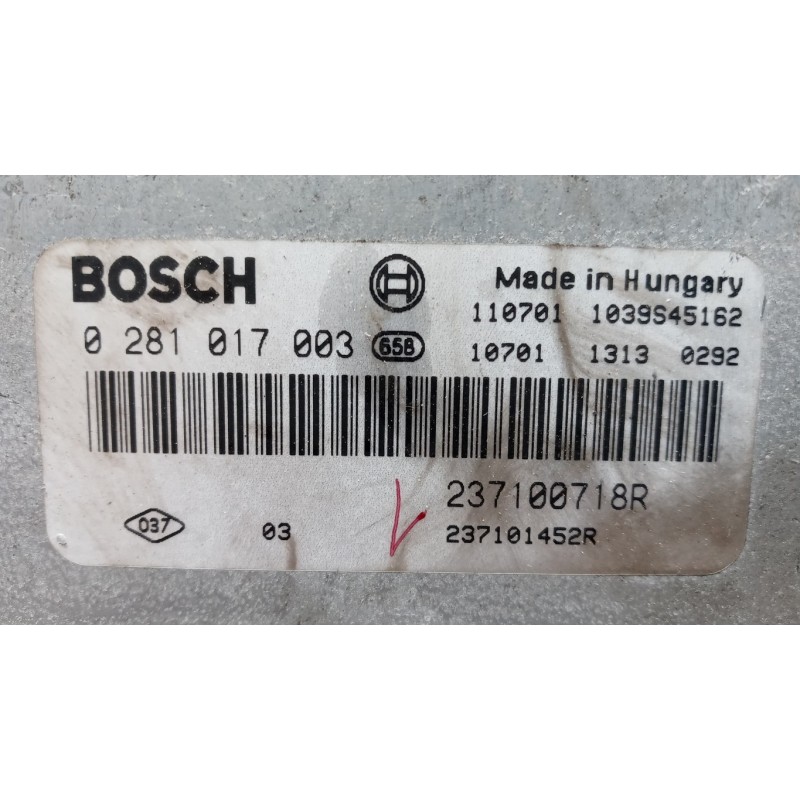 BOSCH
Made in Hungary
110701 1039S45162
0 281 017 003 658
10701 1313 0292
237100718R
037 03 237101452R